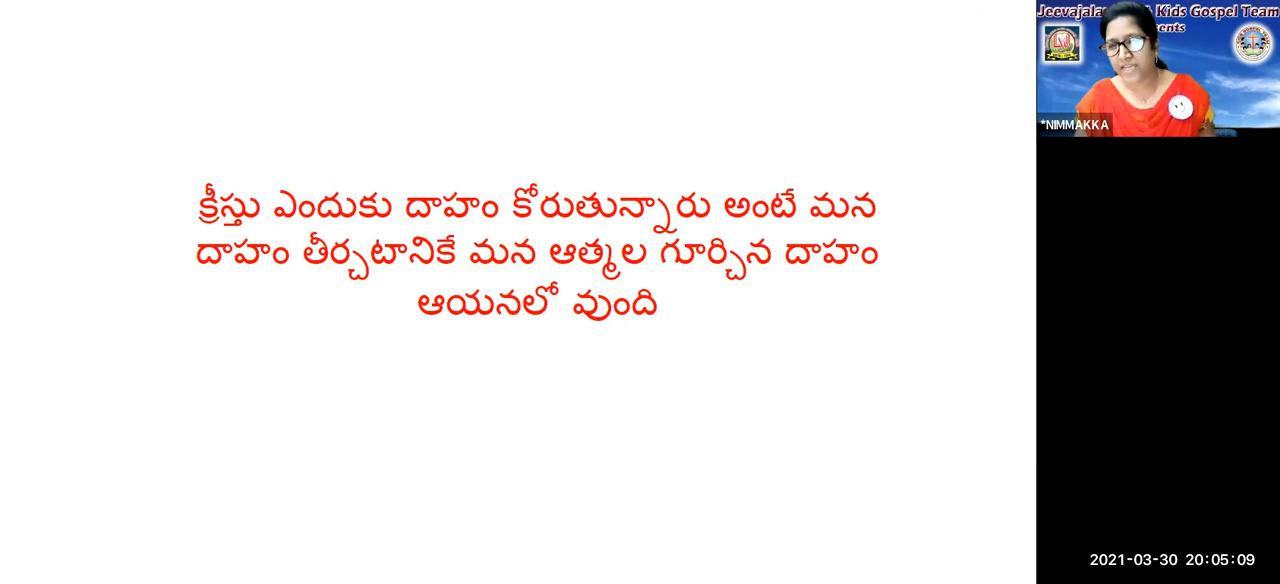 క్రీస్తు ఎందుకు దాహం కోరుతున్నారు అంటే మన
దాహం తీర్చటానికే మన ఆత్మల గూర్చిన దాహం
ఆయనలో వుంది
Kids Gospel Team
*NIMMAKKA
2021-03-30 20:05:09